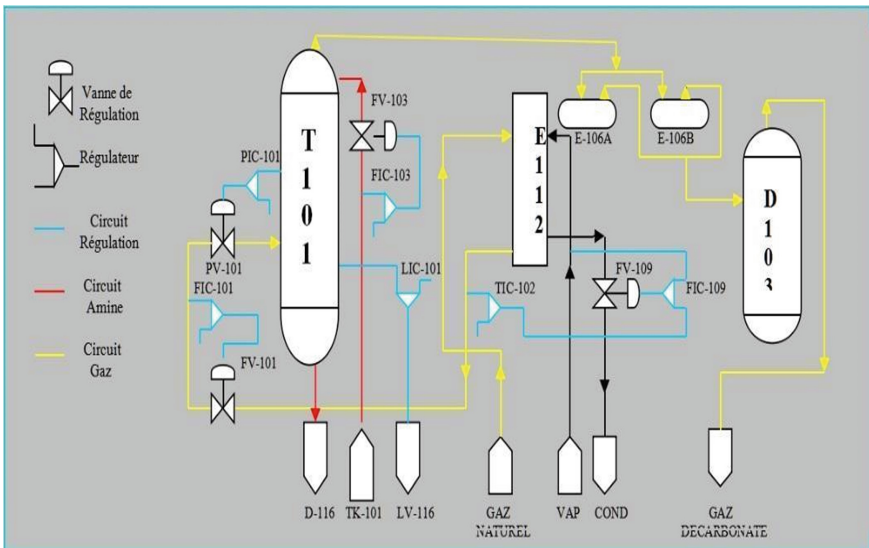 Vanne de
Régulation
Régulateur
Circuit
Régulation
Circuit
Amine
Circuit
Gaz
PIC-101
PV-101
FIC-101
FV-101
T
1
0
1
FV-103
FIC-103
LIC-101
E
1
1
2
TIC-102
FV-109
FIC-109
E-106A
E-106B
D
1
0
3
D-116
TK-101
LV-116
GAZ
NATUREL
VAP
COND
GAZ
DECARBONATE